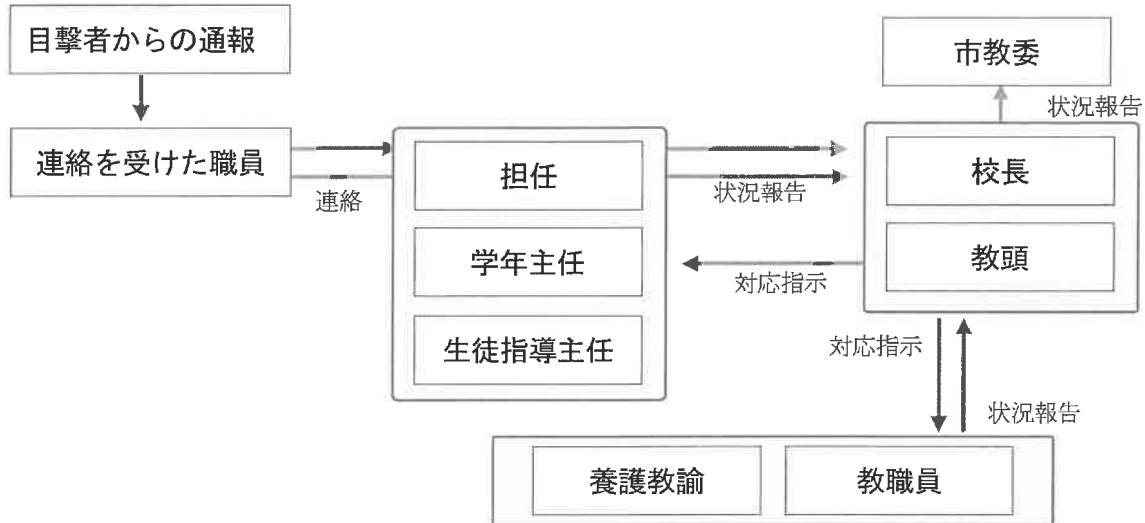 目撃者からの通報
市教委
状況報告
連絡を受けた職員
連絡
担任
学年主任
生徒指導主任
状況報告
対応指示
校長
教頭
対応指示
状況報告
養護教諭
教職員